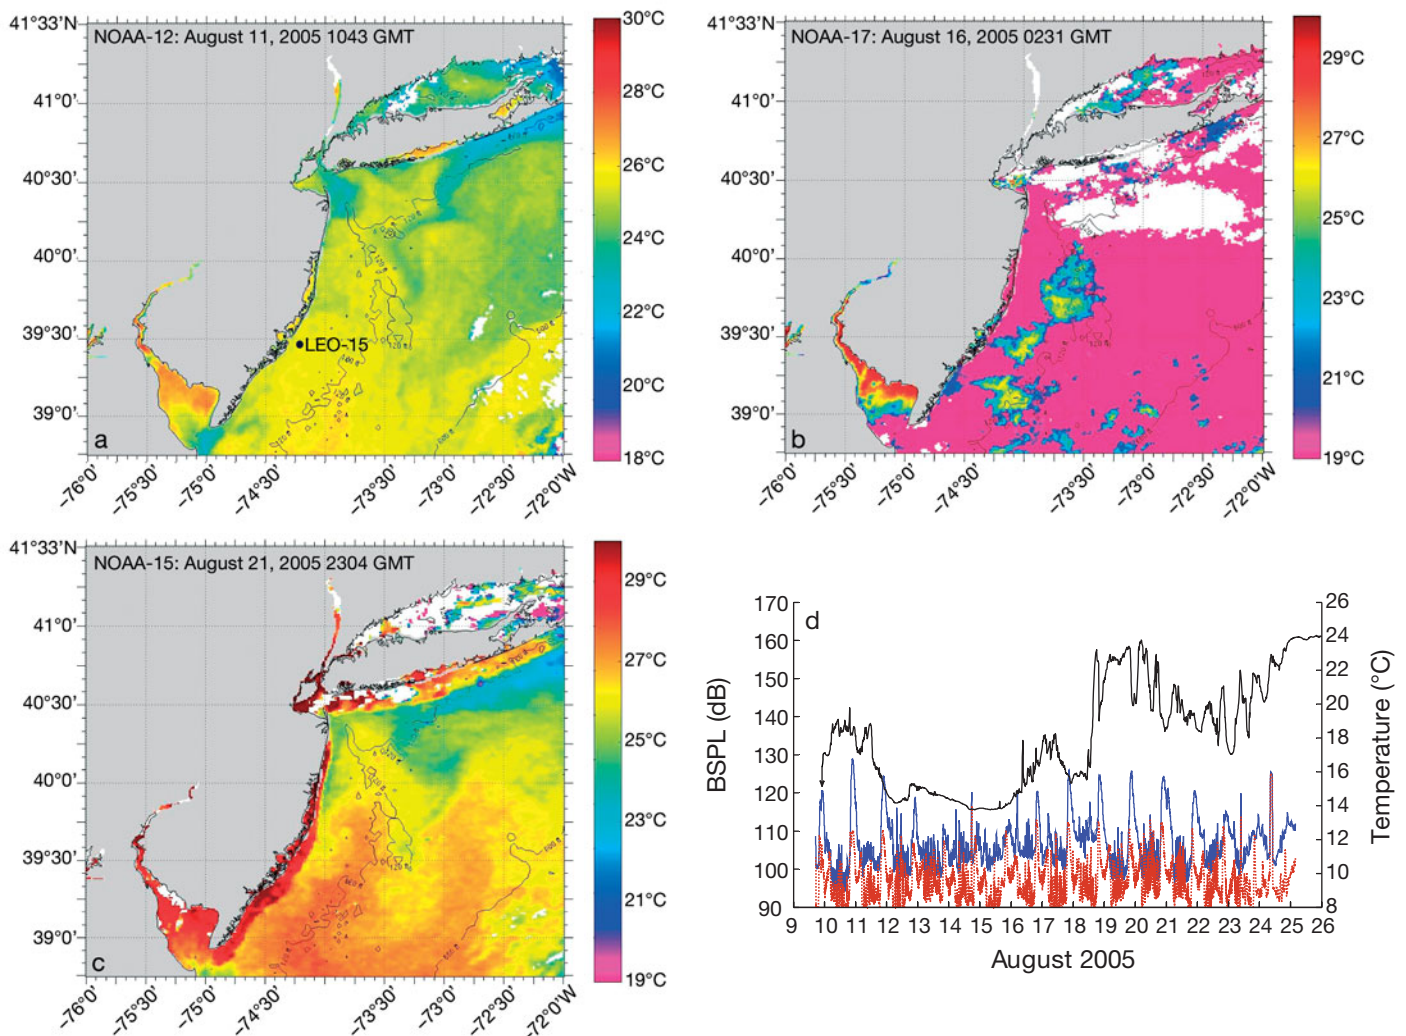 41°33'N
NOAA-12: August 11, 2005 1043 GMT
41°0'
40°30'
40°0'
39°30'
39°0'
LEO-15
a
–76°0'
–75°30'
–75°0'
–74°30'
–73°30'
–73°0'
–72°30'
–72°0'W
30°C
28°C
26°C
24°C
22°C
20°C
18°C
41°33'N
NOAA-17: August 16, 2005 0231 GMT
41°0'
40°30'
40°0'
39°30'
39°0'
b
–76°0'
–75°30'
–75°0'
–74°30'
–73°30'
–73°0'
–72°30'
–72°0'W
29°C
27°C
25°C
23°C
21°C
19°C
41°33'N
NOAA-15: August 21, 2005 2304 GMT
41°0'
40°30'
40°0'
39°30'
39°0'
c
–76°0'
–75°30'
–75°0'
–74°30'
–73°30'
–73°0'
–72°30'
–72°0'W
29°C
27°C
25°C
23°C
21°C
19°C
d
BSPL (dB)
170
160
150
140
130
120
110
100
90
9 10 11 12 13 14 15 16 17 18 19 20 21 22 23 24 25 26
August 2005
26
24
22
20
18
16
14
12
10
8
Temperature (°C)